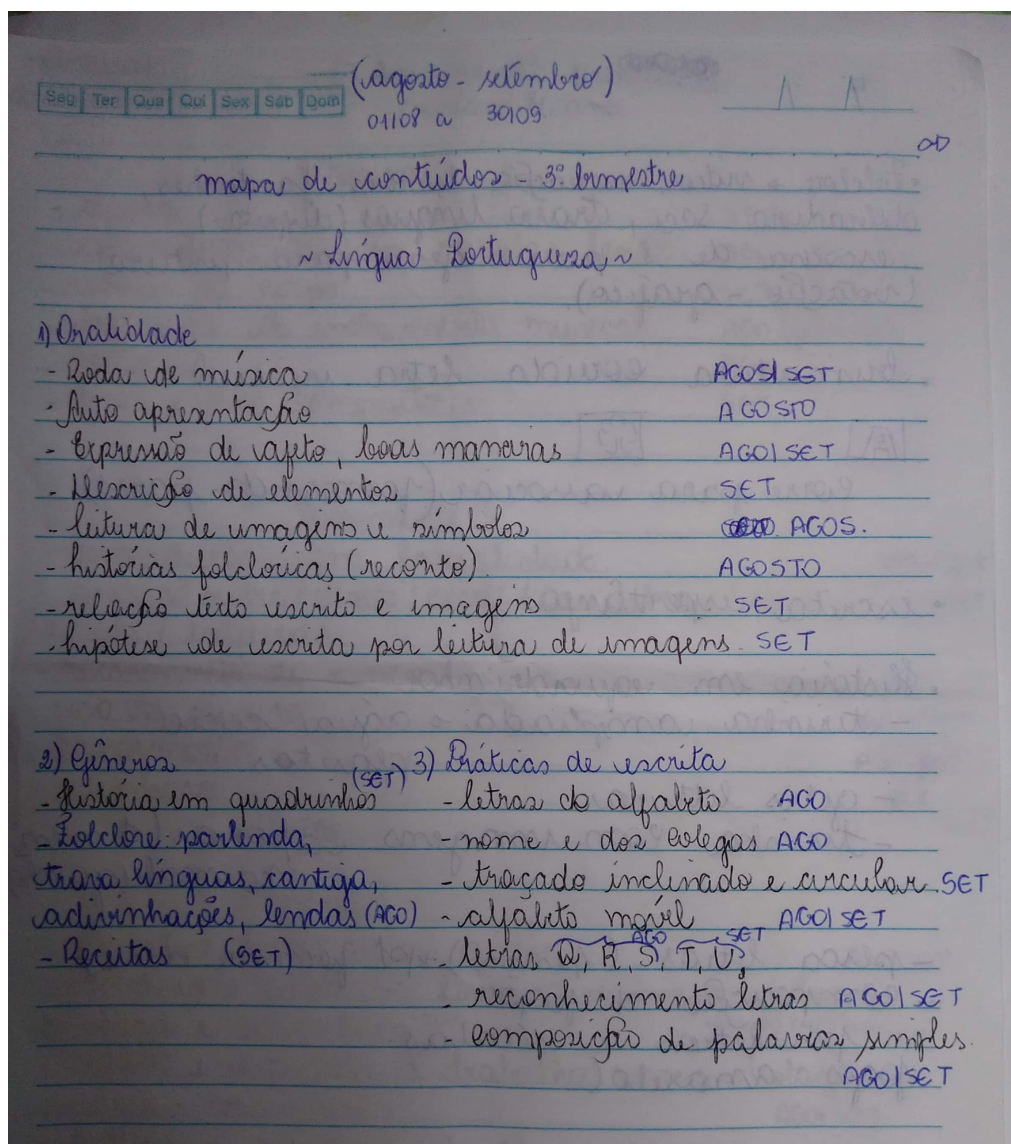 (agosto - setembro)
Seg Ter Qua Qui Sex Sáb Dom
01/08 a 30/09
mapa de conteúdos - 3º bimestre
~ Língua Portuguesa ~
1) Oralidade
- Roda de música AGOS/SET
- Auto apresentação AGOSTO
- Expressão de afeto, boas maneiras AGO/SET
- Descrição de elementos SET
- leitura de imagens e símbolos AGOS.
- histórias folclóricas (reconto) AGOSTO
- relação texto escrito e imagens SET
- hipótese de escrita por leitura de imagens. SET
2) Gêneros
- História em quadrinhos (SET)
- Folclore: parlenda,
trava línguas, cantiga,
adivinhações, lendas (AGO)
- Receitas (SET)
3) Práticas de escrita
- letras do alfabeto AGO
- nome e dos colegas AGO
- traçado inclinado e circular. SET
- alfabeto móvel AGO/SET
AGO SET
- letras Q, R, S, T, U,
- reconhecimento letras AGO/SET
- composição de palavras simples.
AGO/SET